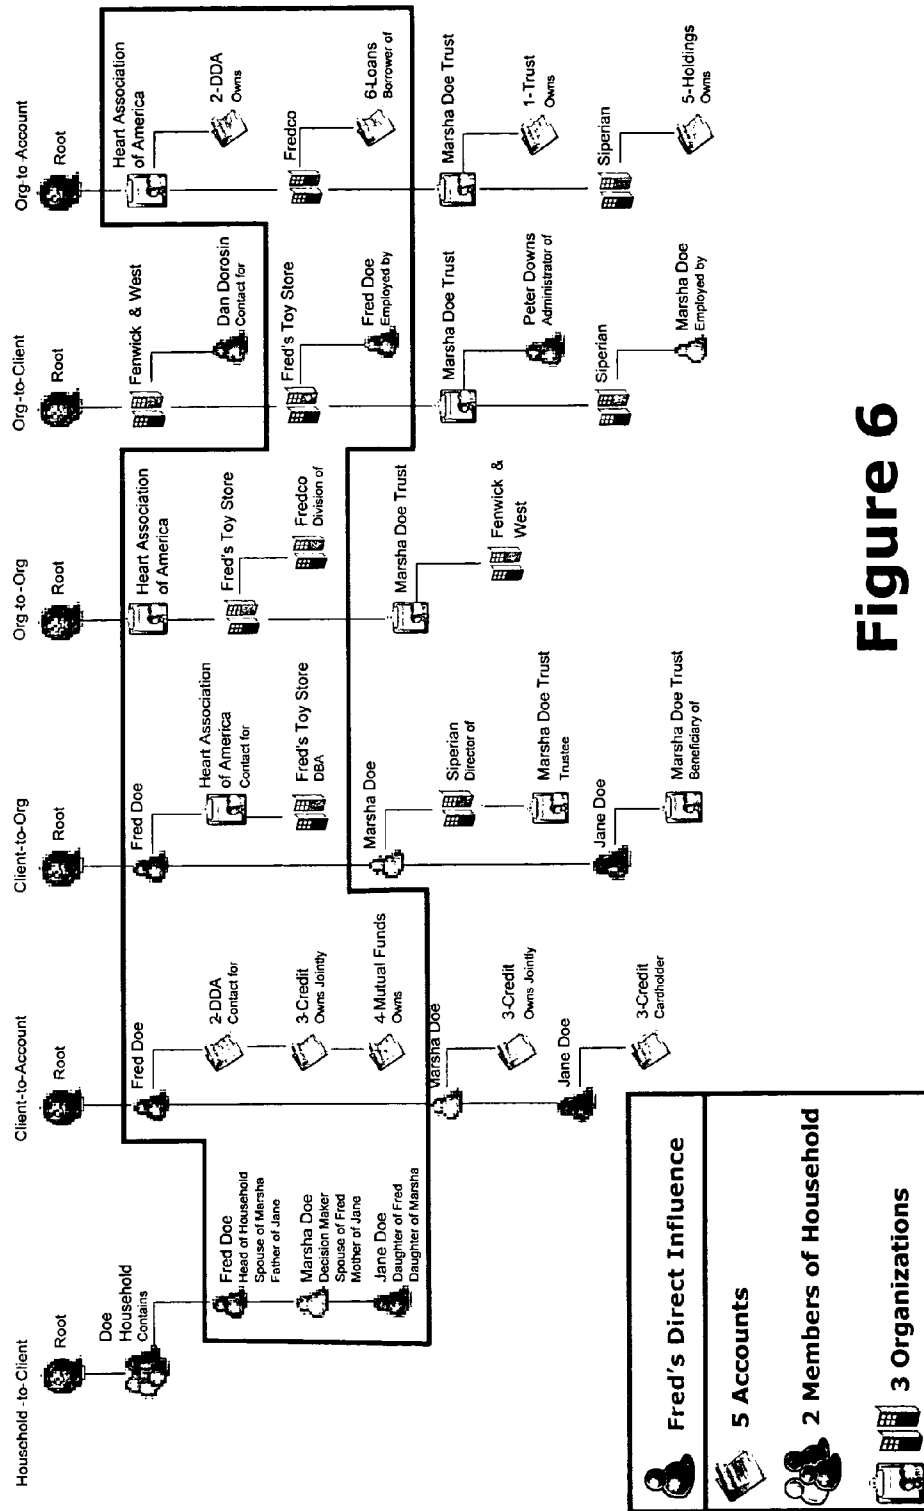 Household -to-Client
Root
Doe
Household
Contains
Fred Doe
Head of Household
Spouse of Marsha
Father of Jane
Marsha Doe
Decision Maker
Spouse of Fred
Mother of Jane
Jane Doe
Daughter of Fred
Daughter of Marsha
Client-to-Account
Root
Fred Doe
2-DDA
Contact for
3-Credit
Owns Jointly
4-Mutual Funds
Owns
Marsha Doe
3-Credit
Owns Jointly
Jane Doe
3-Credit
Cardholder
Client-to-Org
Root
Fred Doe
Heart Association
of America
Contact for
Fred's Toy Store
DBA
Marsha Doe
Siperian
Director of
Marsha Doe Trust
Trustee
Jane Doe
Marsha Doe Trust
Beneficiary of
Org-to-Org
Root
Heart Association
of America
Fred's Toy Store
Fredco
Division of
Marsha Doe Trust
Fenwick &
West
Org-to-Client
Root
Fenwick & West
Dan Dorosin
Contact for
Fred's Toy Store
Fred Doe
Employed by
Marsha Doe Trust
Peter Downs
Administrator of
Siperian
Marsha Doe
Employed by
Org-to-Account
Root
Heart Association
of America
2-DDA
Owns
Fredco
6-Loans
Borrower of
Marsha Doe Trust
1-Trust
Owns
Siperian
5-Holdings
Owns
Fred's Direct Influence
5 Accounts
2 Members of Household
3 Organizations
Figure 6